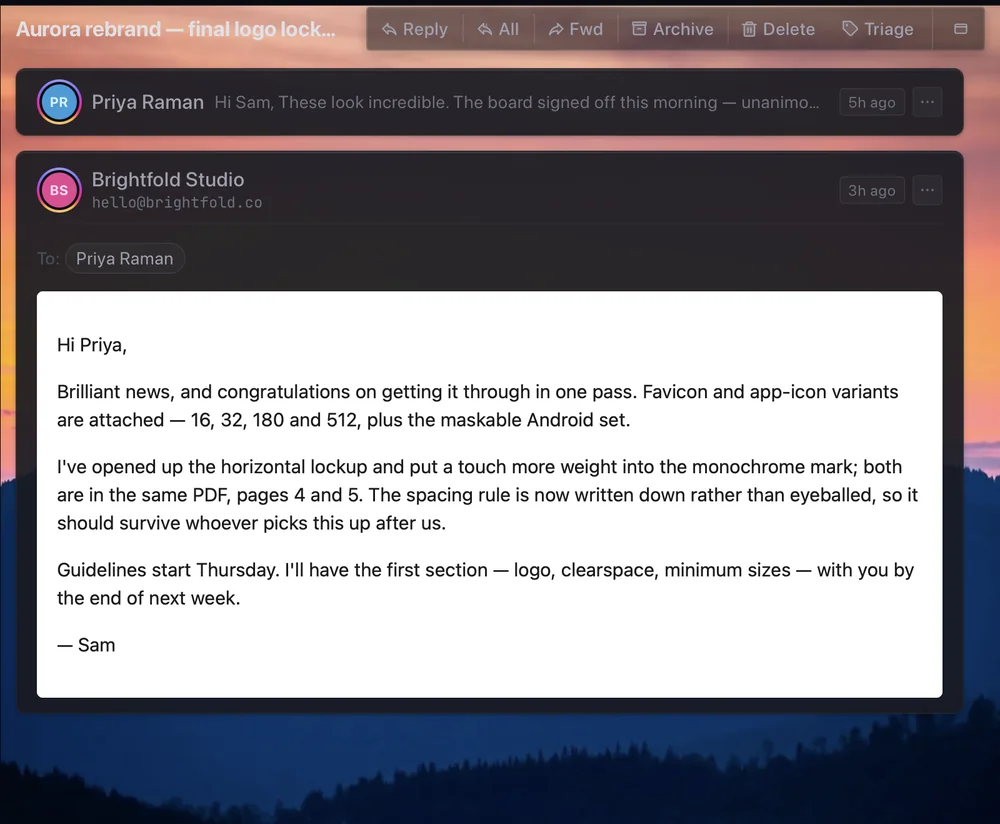 Aurora rebrand — final logo lock…
Reply
All
Fwd
Archive
Delete
Triage
PR
Priya Raman
Hi Sam, These look incredible. The board signed off this morning — unanimo…
5h ago
BS
Brightfold Studio
3h ago
hello@brightfold.co
To:
Priya Raman
Hi Priya,
Brilliant news, and congratulations on getting it through in one pass. Favicon and app-icon variants
are attached — 16, 32, 180 and 512, plus the maskable Android set.
I've opened up the horizontal lockup and put a touch more weight into the monochrome mark; both
are in the same PDF, pages 4 and 5. The spacing rule is now written down rather than eyeballed, so it
should survive whoever picks this up after us.
Guidelines start Thursday. I'll have the first section — logo, clearspace, minimum sizes — with you by
the end of next week.
— Sam